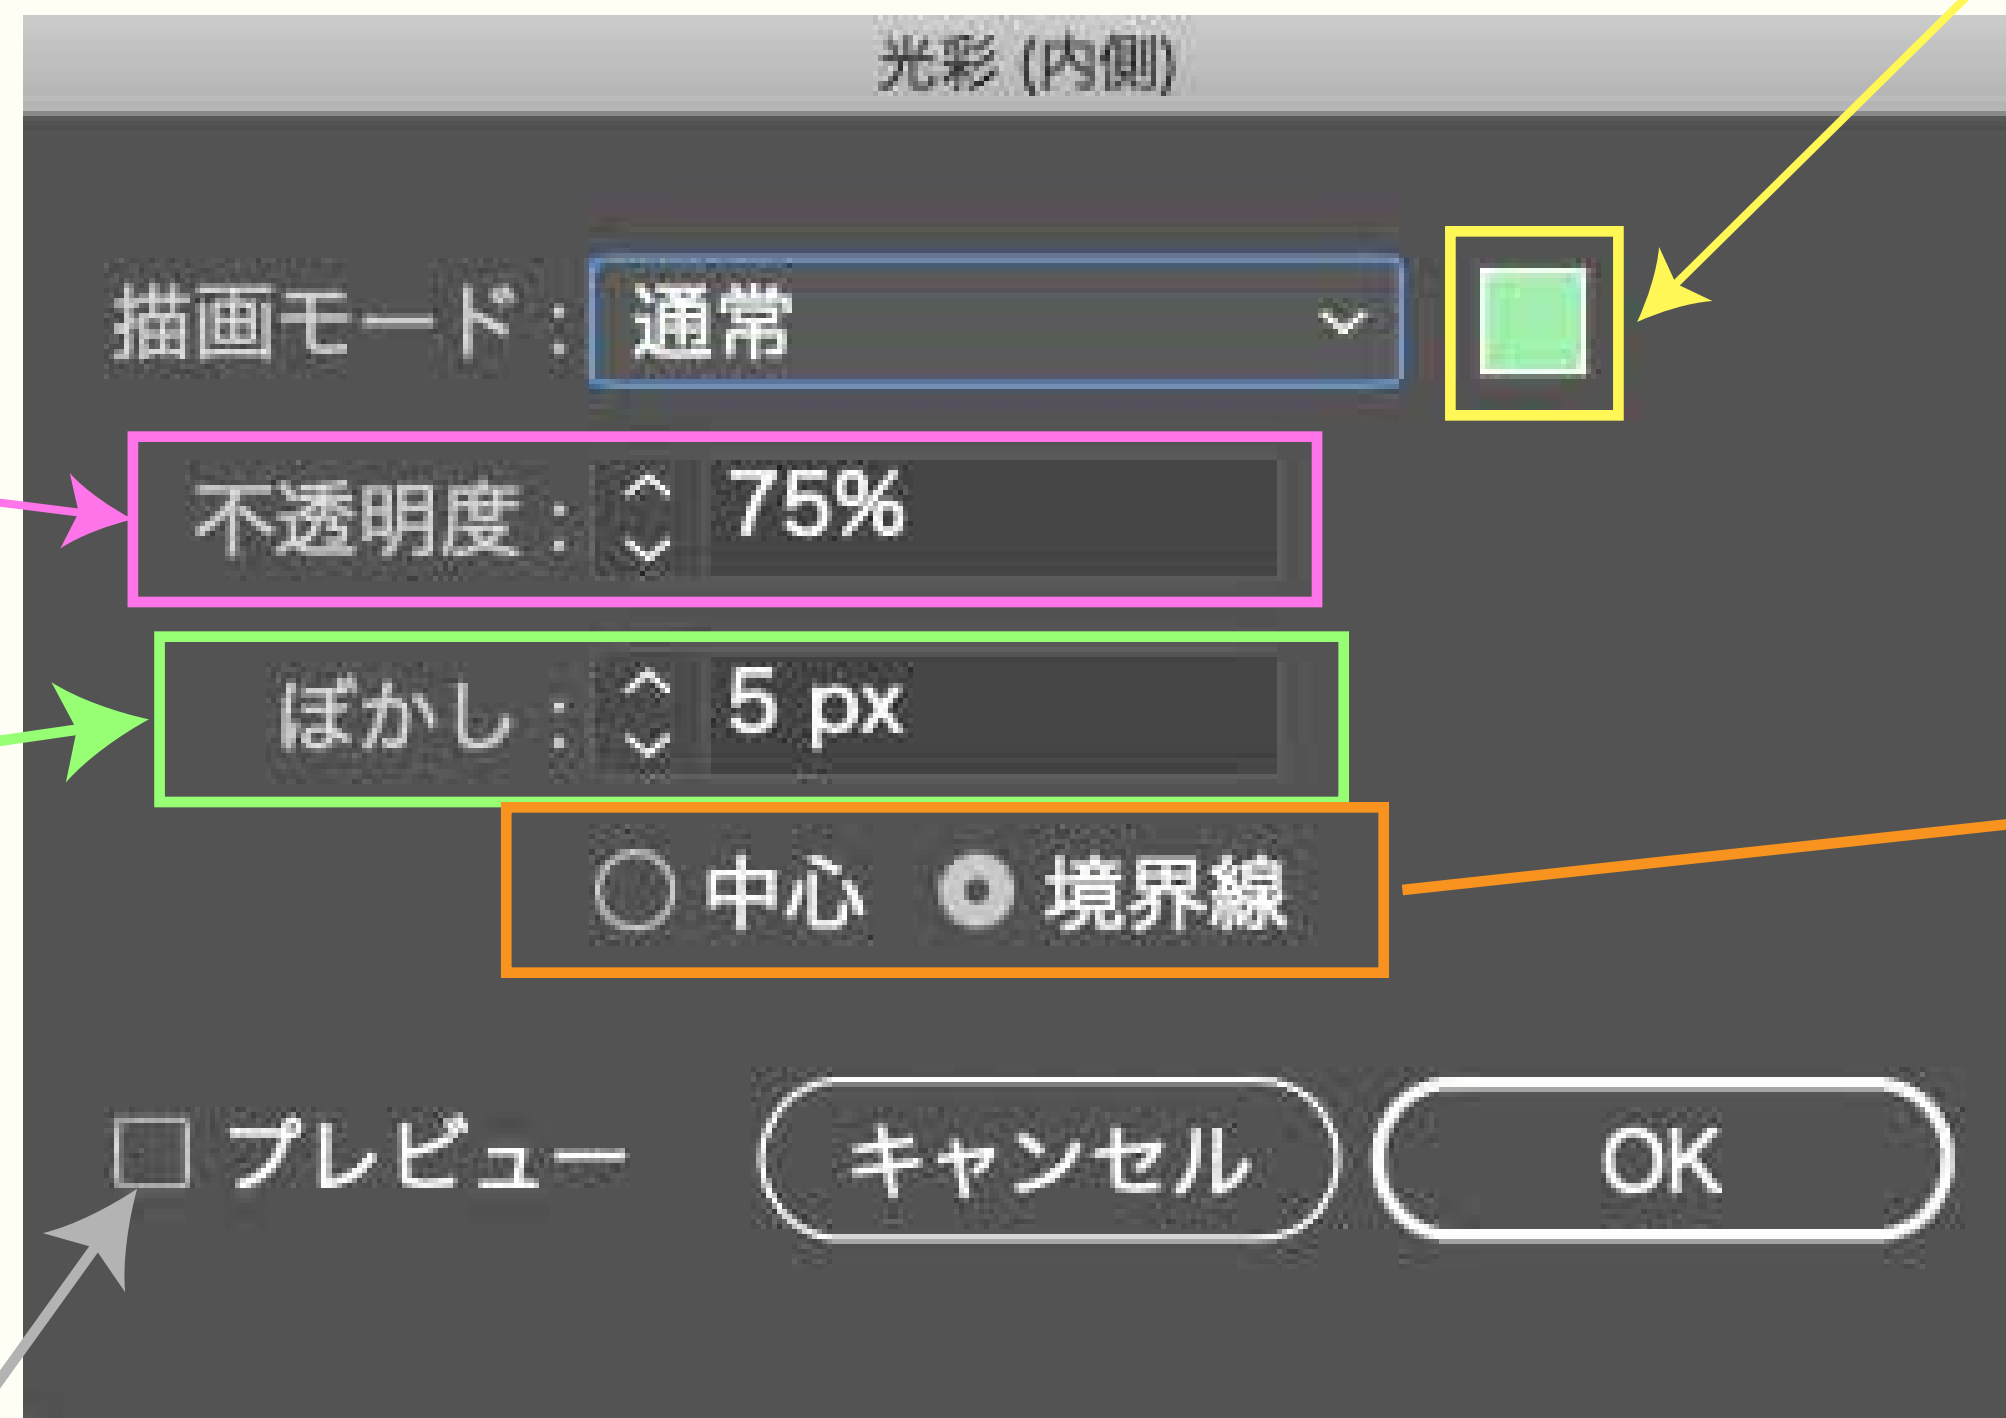 光彩 (内側)
描画モード : 通常
不透明度 : 75%
ぼかし : 5 px
中心 境界線
プレビュー キャンセル OK